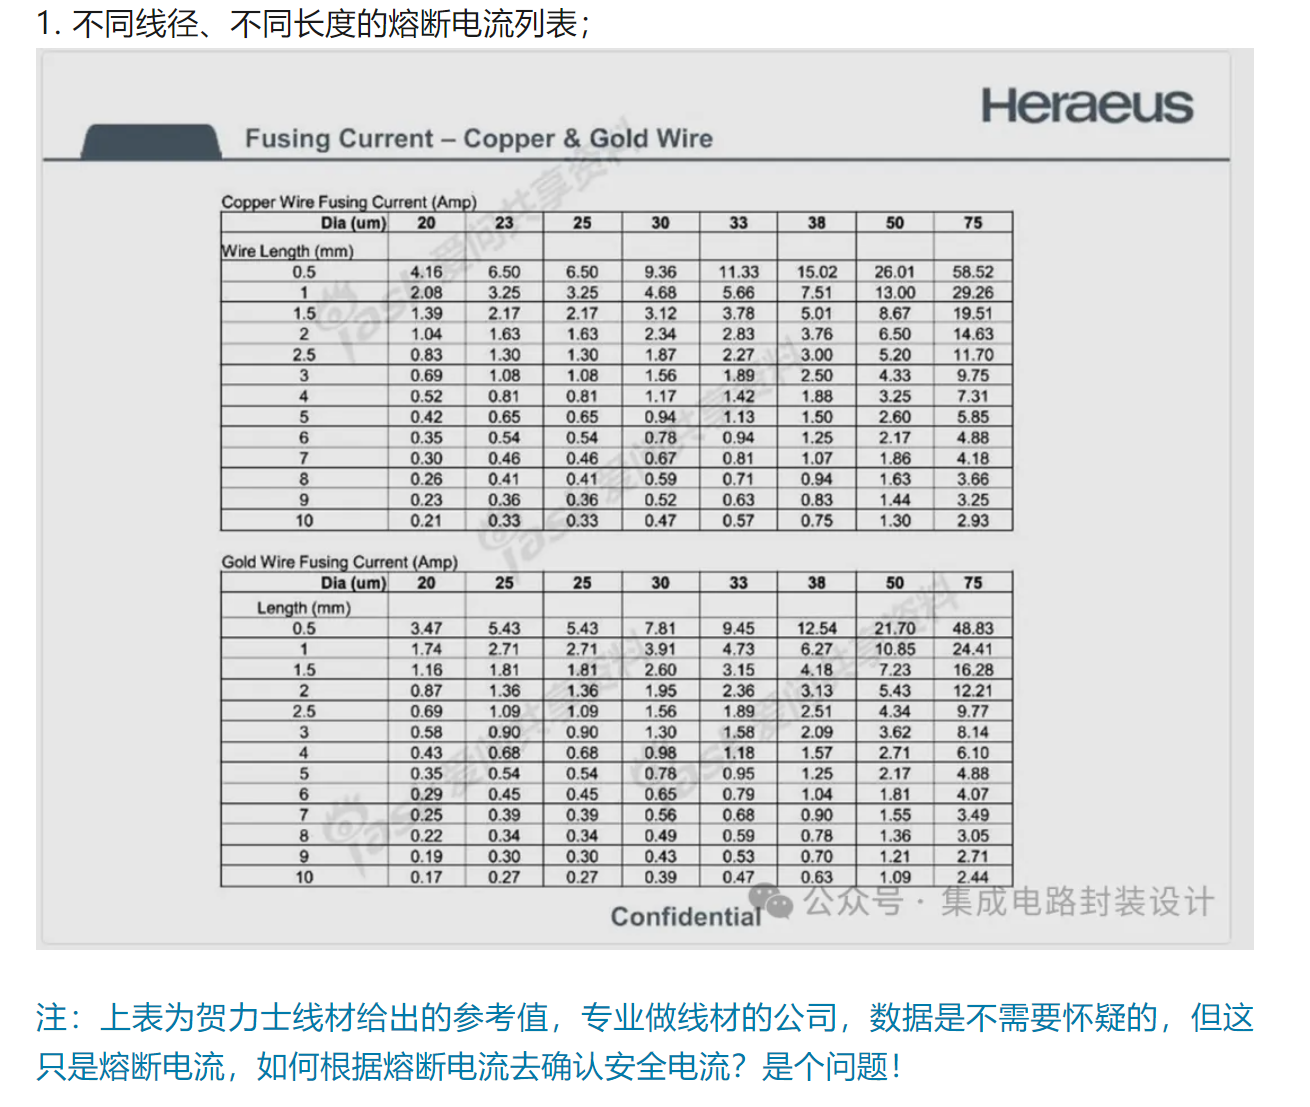 1. 不同线径、不同长度的熔断电流列表；
Heraeus
Fusing Current – Copper & Gold Wire
Copper Wire Fusing Current (Amp)
Dia (um) 20 23 25 30 33 38 50 75
Wire Length (mm)
0.5 4.16 6.50 6.50 9.36 11.33 15.02 26.01 58.52
1 2.08 3.25 3.25 4.68 5.66 7.51 13.00 29.26
1.5 1.39 2.17 2.17 3.12 3.78 5.01 8.67 19.51
2 1.04 1.63 1.63 2.34 2.83 3.76 6.50 14.63
2.5 0.83 1.30 1.30 1.87 2.27 3.00 5.20 11.70
3 0.69 1.08 1.08 1.56 1.89 2.50 4.33 9.75
4 0.52 0.81 0.81 1.17 1.42 1.88 3.25 7.31
5 0.42 0.65 0.65 0.94 1.13 1.50 2.60 5.85
6 0.35 0.54 0.54 0.78 0.94 1.25 2.17 4.88
7 0.30 0.46 0.46 0.67 0.81 1.07 1.86 4.18
8 0.26 0.41 0.41 0.59 0.71 0.94 1.63 3.66
9 0.23 0.36 0.36 0.52 0.63 0.83 1.44 3.25
10 0.21 0.33 0.33 0.47 0.57 0.75 1.30 2.93
Gold Wire Fusing Current (Amp)
Dia (um) 20 25 25 30 33 38 50 75
Length (mm)
0.5 3.47 5.43 5.43 7.81 9.45 12.54 21.70 48.83
1 1.74 2.71 2.71 3.91 4.73 6.27 10.85 24.41
1.5 1.16 1.81 1.81 2.60 3.15 4.18 7.23 16.28
2 0.87 1.36 1.36 1.95 2.36 3.13 5.43 12.21
2.5 0.69 1.09 1.09 1.56 1.89 2.51 4.34 9.77
3 0.58 0.90 0.90 1.30 1.58 2.09 3.62 8.14
4 0.43 0.68 0.68 0.98 1.18 1.57 2.71 6.10
5 0.35 0.54 0.54 0.78 0.95 1.25 2.17 4.88
6 0.29 0.45 0.45 0.65 0.79 1.04 1.81 4.07
7 0.25 0.39 0.39 0.56 0.68 0.90 1.55 3.49
8 0.22 0.34 0.34 0.49 0.59 0.78 1.36 3.05
9 0.19 0.30 0.30 0.43 0.53 0.70 1.21 2.71
10 0.17 0.27 0.27 0.39 0.47 0.63 1.09 2.44
iask 爱问共享资料
iask 爱问共享资料
iask 爱问共享资料
iask 爱问共享资料
公众号 · 集成电路封装设计
Confidential
注：上表为贺力士线材给出的参考值，专业做线材的公司，数据是不需要怀疑的，但这
只是熔断电流，如何根据熔断电流去确认安全电流？是个问题！